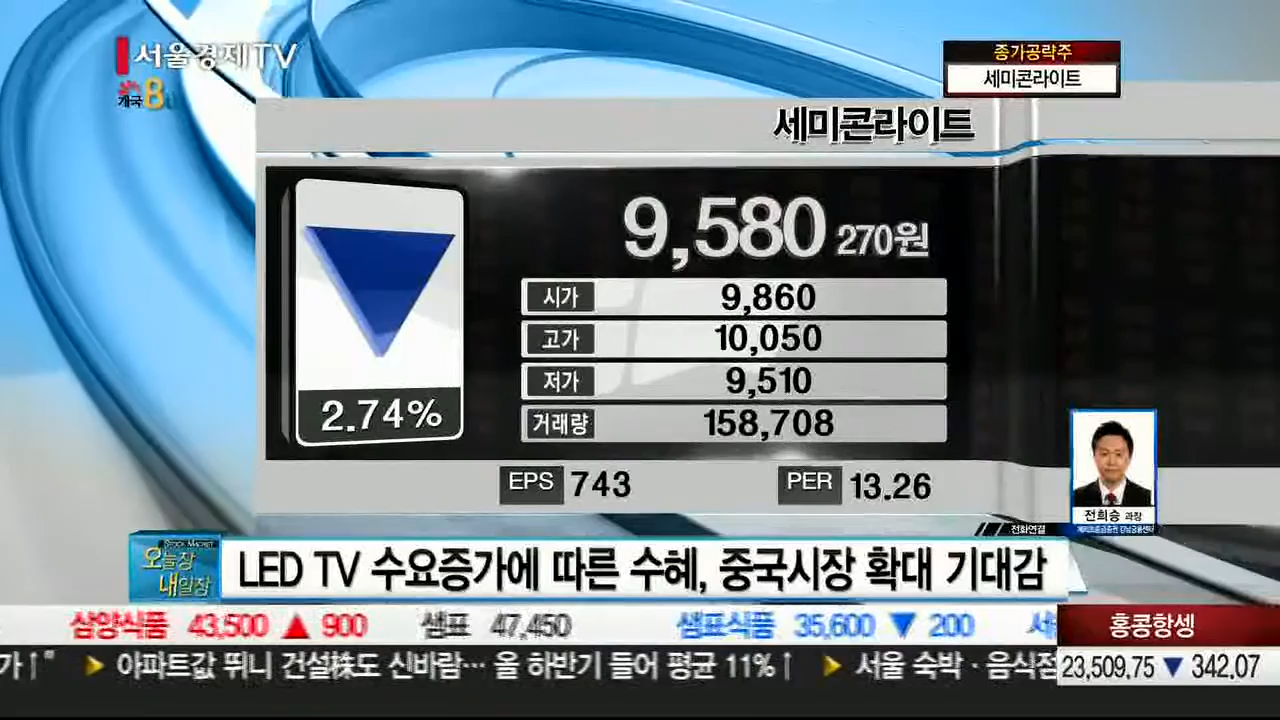 서울경제TV
개국8
종가공략주
세미콘라이트
세미콘라이트
9,580 270원
2.74%
시가 9,860
고가 10,050
저가 9,510
거래량 158,708
EPS 743
PER 13.26
전희승 과장
전화연결
STOCK MARKET
오늘장
내일장
LED TV 수요증가에 따른 수혜, 중국시장 확대 기대감
삼양식품 43,500 ▲ 900 샘표 47,450 샘표식품 35,600 ▼ 200
홍콩항셍
가↑" ▶ 아파트값 뛰니 건설株도 신바람… 올 하반기 들어 평균 11%↑ ▶ 서울 숙박·음식점
23,509.75 ▼ 342.07